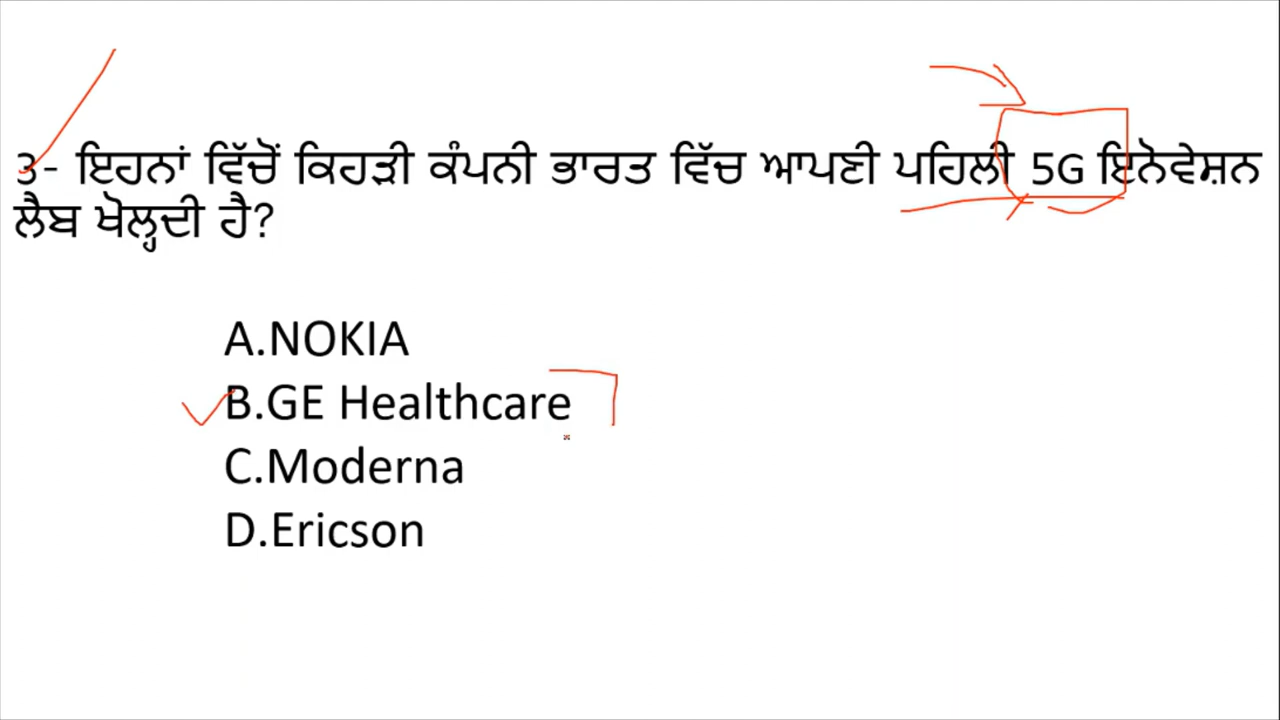 3- ਇਹਨਾਂ ਵਿੱਚੋਂ ਕਿਹੜੀ ਕੰਪਨੀ ਭਾਰਤ ਵਿੱਚ ਆਪਣੀ ਪਹਿਲੀ 5G ਇਨੋਵੇਸ਼ਨ
ਲੈਬ ਖੋਲ੍ਹਦੀ ਹੈ?
A.NOKIA
B.GE Healthcare
C.Moderna
D.Ericson